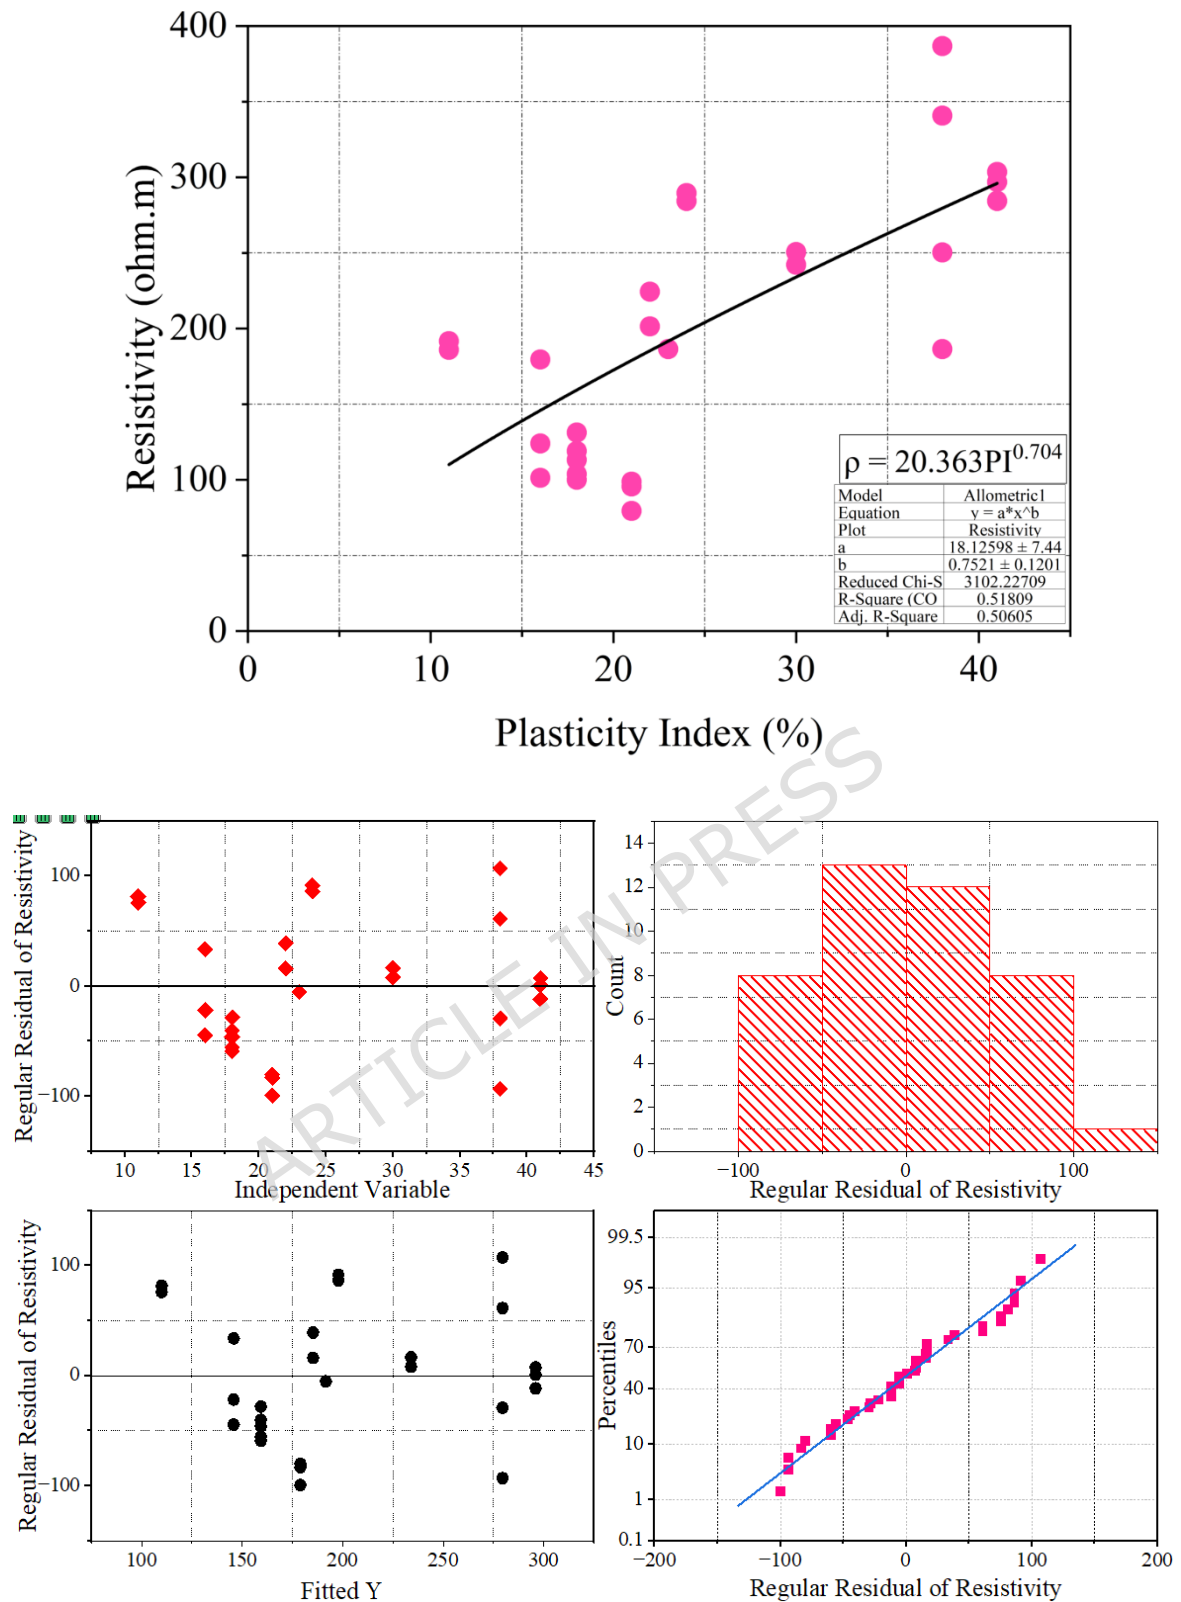 400
300
200
100
0
Resistivity (ohm.m)
ρ = 20.363PI^0.704
Model Allometric1
Equation y = a*x^b
Plot Resistivity
a 18.12598 ± 7.44
b 0.7521 ± 0.1201
Reduced Chi-S 3102.22709
R-Square (CO 0.51809
Adj. R-Square 0.50605
0 10 20 30 40
Plasticity Index (%)
ARTICLE IN PRESS
Regular Residual of Resistivity
100
0
−100
10 15 20 25 30 35 40 45
Independent Variable
Count
14
12
10
8
6
4
2
0
−100 0 100
Regular Residual of Resistivity
Regular Residual of Resistivity
100
0
−100
100 150 200 250 300
Fitted Y
Percentiles
99.5
95
70
40
10
1
0.1
−200 −100 0 100 200
Regular Residual of Resistivity